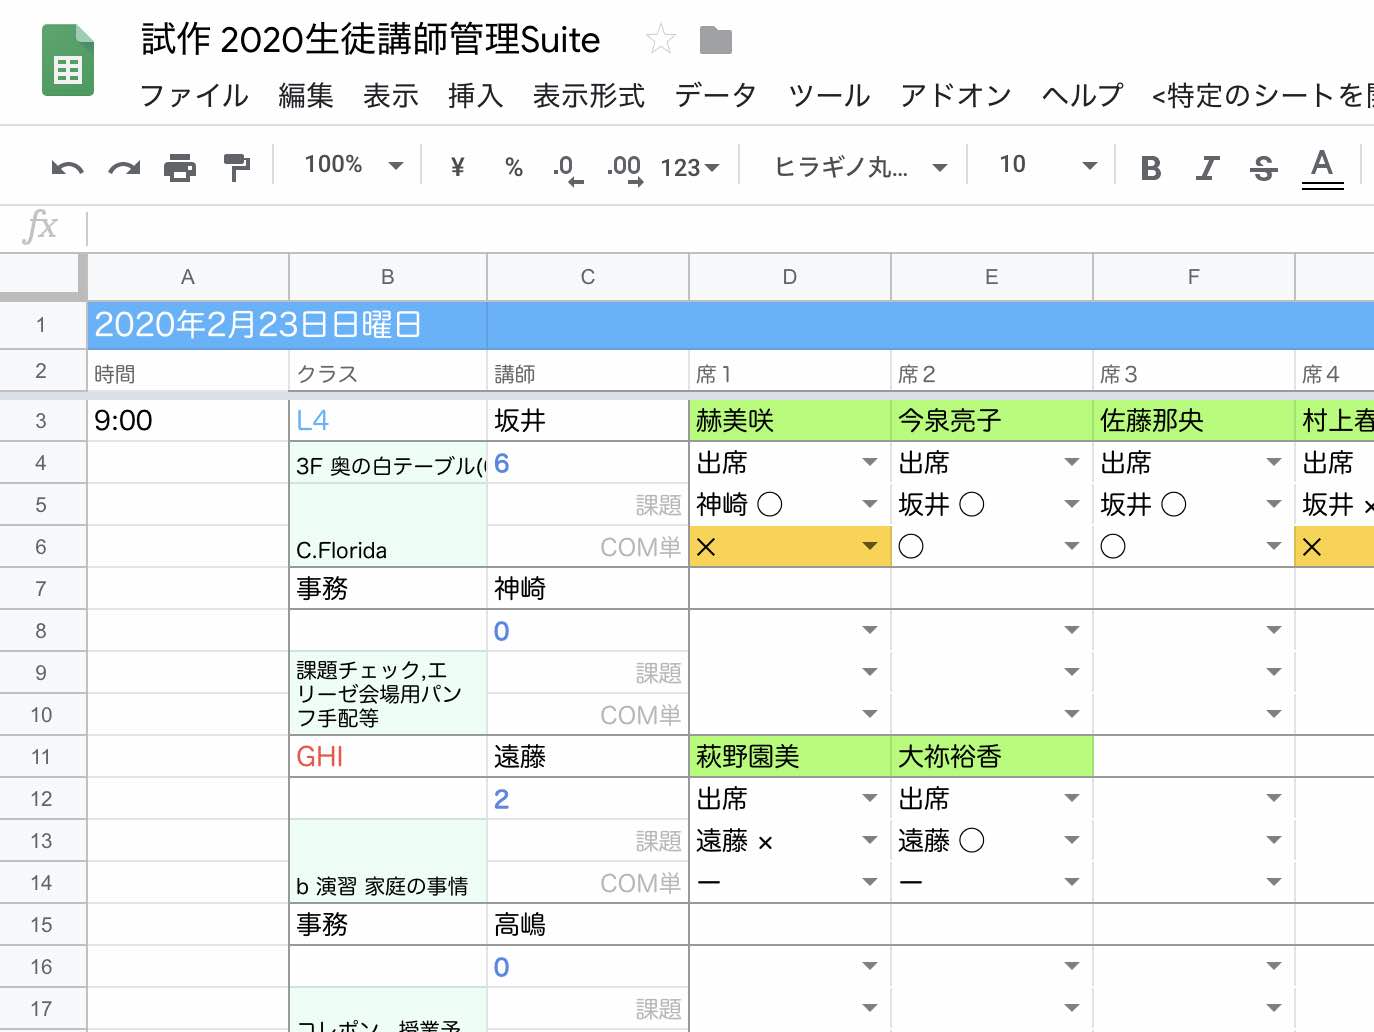 試作 2020生徒講師管理Suite
ファイル 編集 表示 挿入 表示形式 データ ツール アドオン ヘルプ <特定のシートを
100% ¥ % .0 .00 123 ヒラギノ丸... 10 B I S A
fx
A B C D E F
1 2020年2月23日日曜日
2 時間 クラス 講師 席1 席2 席3 席4
3 9:00 L4 坂井 赫美咲 今泉亮子 佐藤那央 村上春
4 3F 奥の白テーブル( 6 出席 出席 出席 出席
5 課題 神崎 ○ 坂井 ○ 坂井 ○ 坂井 ×
6 C.Florida COM単 × ○ ○ ×
7 事務 神崎
8 0
9 課題チェック,エ 課題
リーゼ会場用パン
10 フ手配等 COM単
11 GHI 遠藤 萩野園美 大祢裕香
12 2 出席 出席
13 課題 遠藤 × 遠藤 ○
14 b 演習 家庭の事情 COM単 ー ー
15 事務 高嶋
16 0
17 コレポン、授業予 課題